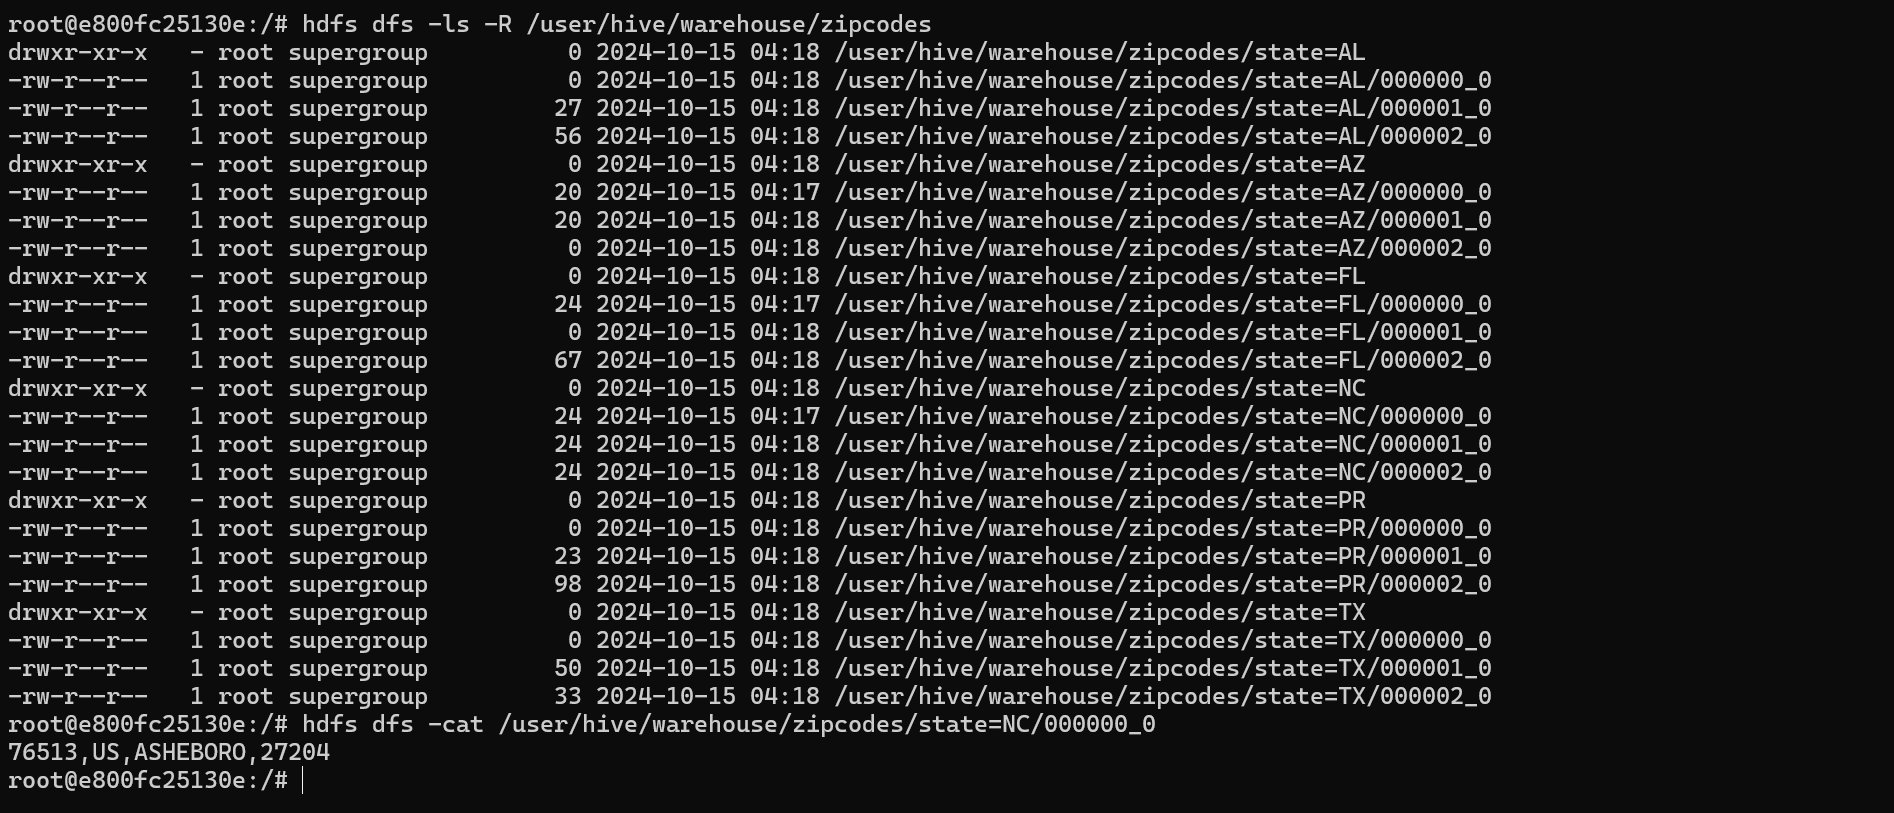 root@e800fc25130e:/# hdfs dfs -ls -R /user/hive/warehouse/zipcodes
drwxr-xr-x   - root supergroup          0 2024-10-15 04:18 /user/hive/warehouse/zipcodes/state=AL
-rw-r--r--   1 root supergroup          0 2024-10-15 04:18 /user/hive/warehouse/zipcodes/state=AL/000000_0
-rw-r--r--   1 root supergroup         27 2024-10-15 04:18 /user/hive/warehouse/zipcodes/state=AL/000001_0
-rw-r--r--   1 root supergroup         56 2024-10-15 04:18 /user/hive/warehouse/zipcodes/state=AL/000002_0
drwxr-xr-x   - root supergroup          0 2024-10-15 04:18 /user/hive/warehouse/zipcodes/state=AZ
-rw-r--r--   1 root supergroup         20 2024-10-15 04:17 /user/hive/warehouse/zipcodes/state=AZ/000000_0
-rw-r--r--   1 root supergroup         20 2024-10-15 04:18 /user/hive/warehouse/zipcodes/state=AZ/000001_0
-rw-r--r--   1 root supergroup          0 2024-10-15 04:18 /user/hive/warehouse/zipcodes/state=AZ/000002_0
drwxr-xr-x   - root supergroup          0 2024-10-15 04:18 /user/hive/warehouse/zipcodes/state=FL
-rw-r--r--   1 root supergroup         24 2024-10-15 04:17 /user/hive/warehouse/zipcodes/state=FL/000000_0
-rw-r--r--   1 root supergroup          0 2024-10-15 04:18 /user/hive/warehouse/zipcodes/state=FL/000001_0
-rw-r--r--   1 root supergroup         67 2024-10-15 04:18 /user/hive/warehouse/zipcodes/state=FL/000002_0
drwxr-xr-x   - root supergroup          0 2024-10-15 04:18 /user/hive/warehouse/zipcodes/state=NC
-rw-r--r--   1 root supergroup         24 2024-10-15 04:17 /user/hive/warehouse/zipcodes/state=NC/000000_0
-rw-r--r--   1 root supergroup         24 2024-10-15 04:18 /user/hive/warehouse/zipcodes/state=NC/000001_0
-rw-r--r--   1 root supergroup         24 2024-10-15 04:18 /user/hive/warehouse/zipcodes/state=NC/000002_0
drwxr-xr-x   - root supergroup          0 2024-10-15 04:18 /user/hive/warehouse/zipcodes/state=PR
-rw-r--r--   1 root supergroup          0 2024-10-15 04:18 /user/hive/warehouse/zipcodes/state=PR/000000_0
-rw-r--r--   1 root supergroup         23 2024-10-15 04:18 /user/hive/warehouse/zipcodes/state=PR/000001_0
-rw-r--r--   1 root supergroup         98 2024-10-15 04:18 /user/hive/warehouse/zipcodes/state=PR/000002_0
drwxr-xr-x   - root supergroup          0 2024-10-15 04:18 /user/hive/warehouse/zipcodes/state=TX
-rw-r--r--   1 root supergroup          0 2024-10-15 04:18 /user/hive/warehouse/zipcodes/state=TX/000000_0
-rw-r--r--   1 root supergroup         50 2024-10-15 04:18 /user/hive/warehouse/zipcodes/state=TX/000001_0
-rw-r--r--   1 root supergroup         33 2024-10-15 04:18 /user/hive/warehouse/zipcodes/state=TX/000002_0
root@e800fc25130e:/# hdfs dfs -cat /user/hive/warehouse/zipcodes/state=NC/000000_0
76513,US,ASHEBORO,27204
root@e800fc25130e:/#